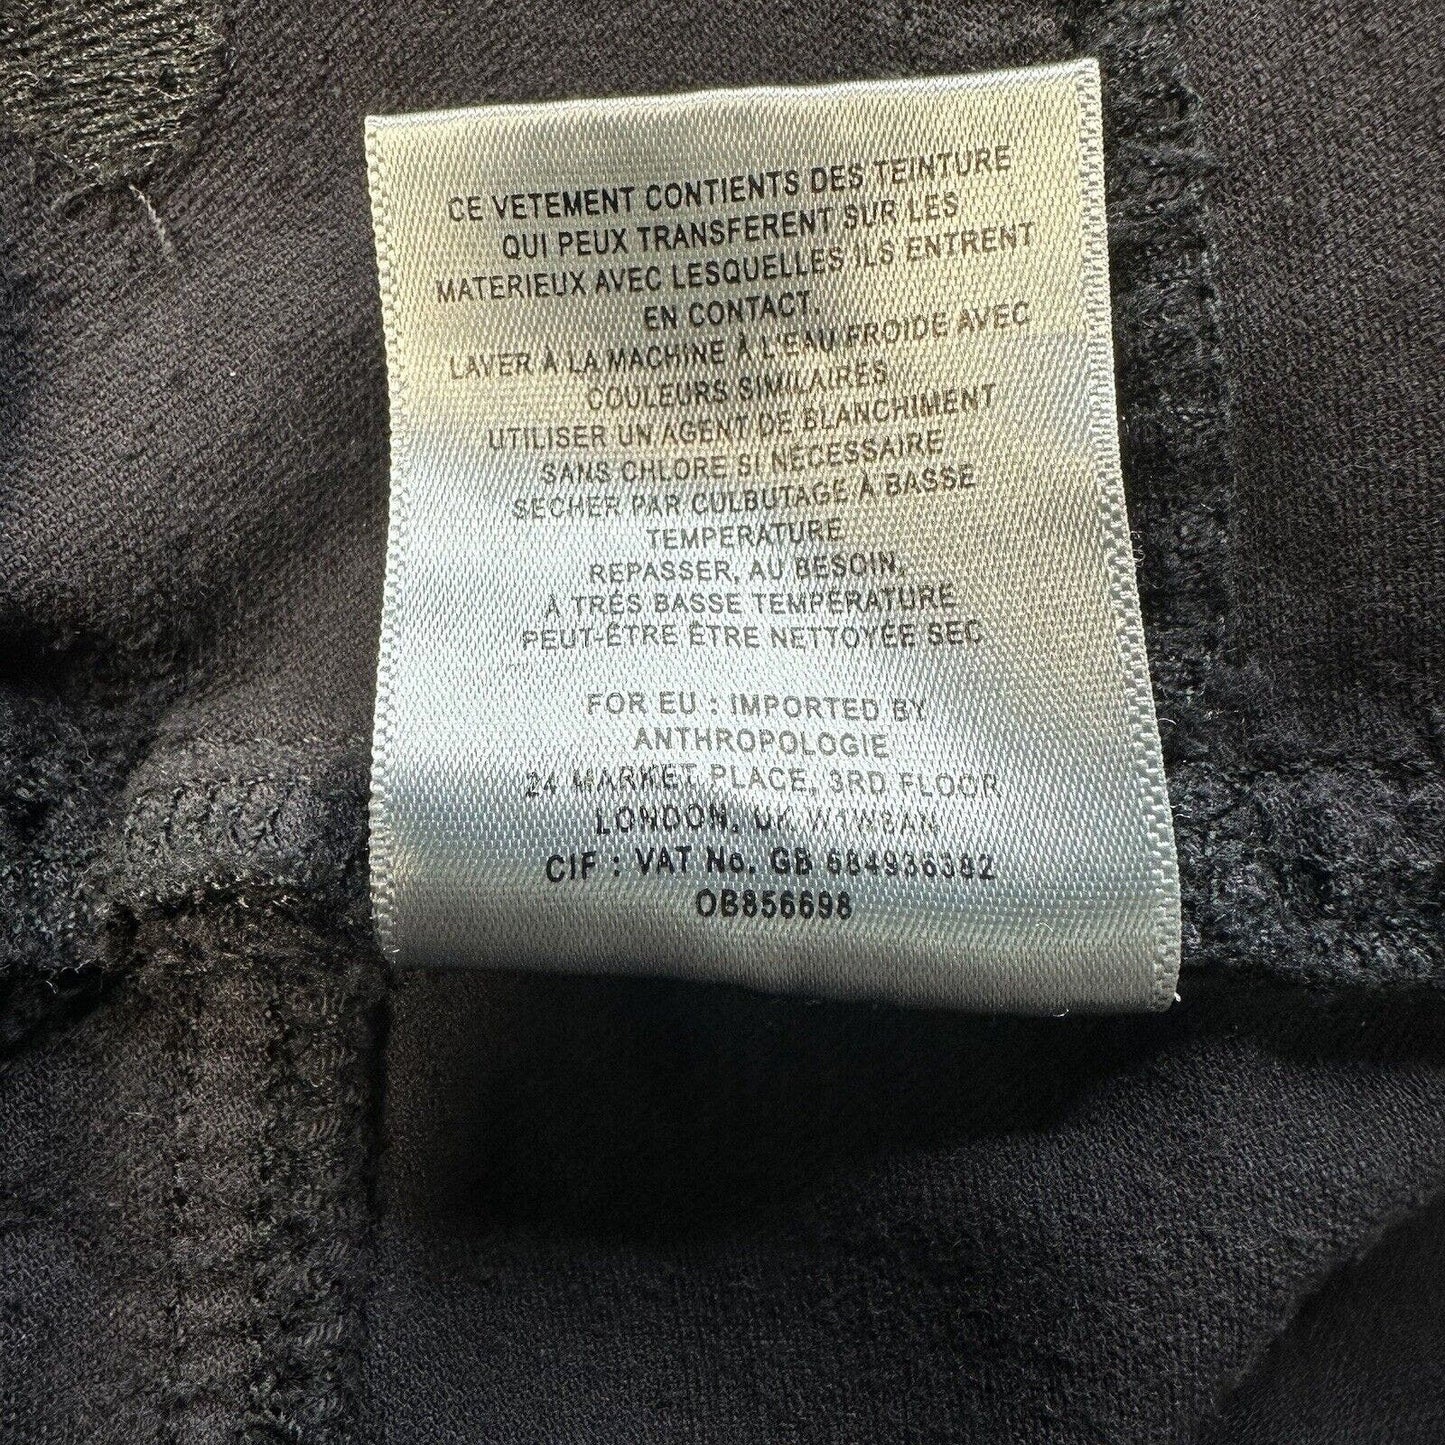 CE VETEMENT CONTIENTS DES TEINTURE
QUI PEUX TRANSFERENT SUR LES
MATERIEUX AVEC LESQUELLES ILS ENTRENT
EN CONTACT.
LAVER À LA MACHINE À L'EAU FROIDE AVEC
COULEURS SIMILAIRES
UTILISER UN AGENT DE BLANCHIMENT
SANS CHLORE SI NÉCESSAIRE
SECHER PAR CULBUTAGE À BASSE
TEMPERATURE
REPASSER, AU BESOIN,
À TRÉS BASSE TEMPÉRATURE
PEUT-ÊTRE ÊTRE NETTOYÉE SEC
FOR EU : IMPORTED BY
ANTHROPOLOGIE
24 MARKET PLACE, 3RD FLOOR
LONDON, UK W1W8AN
CIF : VAT No. GB 684936382
OB856698